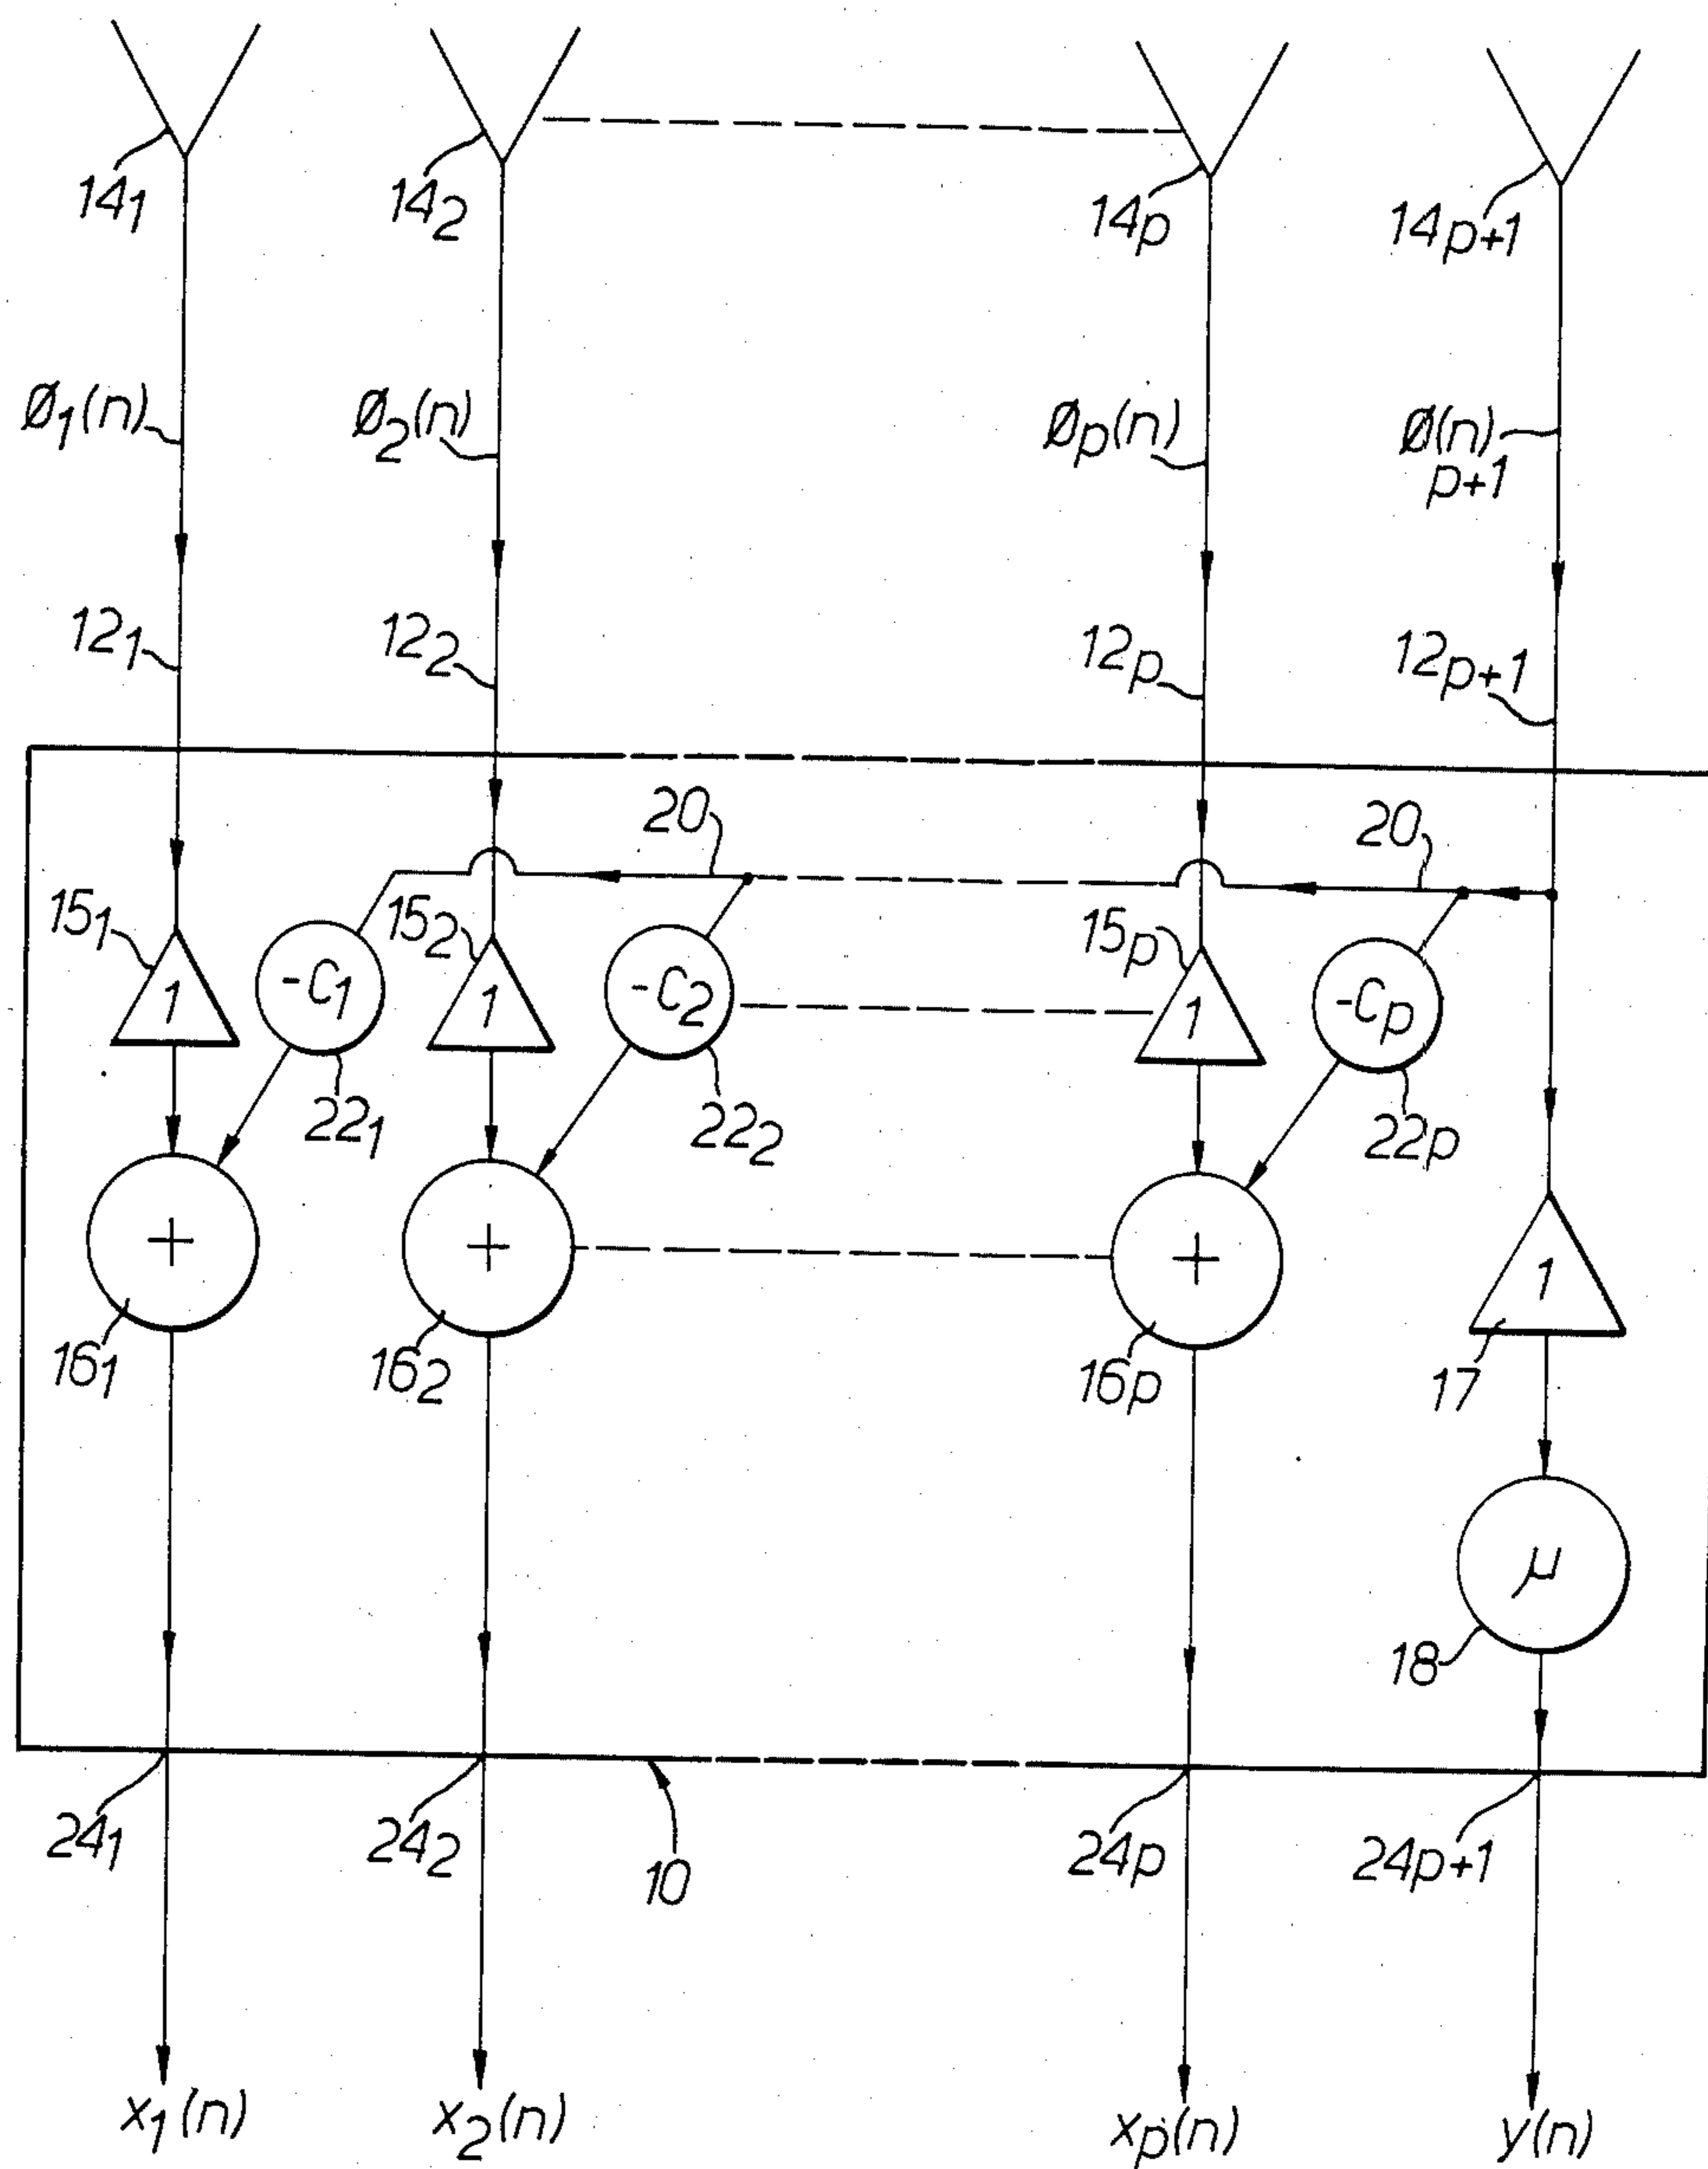 14₁ 14₂ 14p 14p+1
Ø₁(n) Ø₂(n) Øp(n) Ø(n)
p+1
12₁ 12₂ 12p 12p+1
20 20
15₁ -C₁ 15₂ -C₂ 15p -Cp
1 1 1
22₁ 22₂ 22p
+ + + 1
16₁ 16₂ 16p 17
μ
18
24₁ 24₂ 10 24p 24p+1
x₁(n) x₂(n) xp(n) y(n)